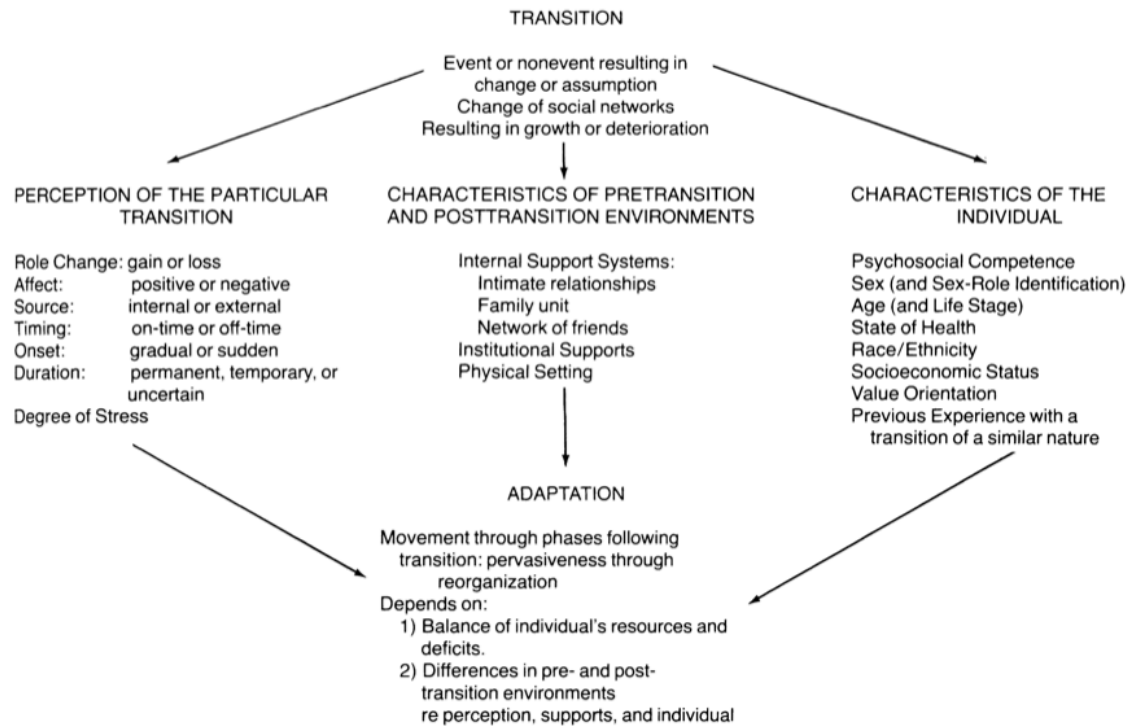 TRANSITION
Event or nonevent resulting in
change or assumption
Change of social networks
Resulting in growth or deterioration
PERCEPTION OF THE PARTICULAR
TRANSITION
Role Change: gain or loss
Affect: positive or negative
Source: internal or external
Timing: on-time or off-time
Onset: gradual or sudden
Duration: permanent, temporary, or
uncertain
Degree of Stress
CHARACTERISTICS OF PRETRANSITION
AND POSTTRANSITION ENVIRONMENTS
Internal Support Systems:
Intimate relationships
Family unit
Network of friends
Institutional Supports
Physical Setting
CHARACTERISTICS OF THE
INDIVIDUAL
Psychosocial Competence
Sex (and Sex-Role Identification)
Age (and Life Stage)
State of Health
Race/Ethnicity
Socioeconomic Status
Value Orientation
Previous Experience with a
transition of a similar nature
ADAPTATION
Movement through phases following
transition: pervasiveness through
reorganization
Depends on:
1) Balance of individual's resources and
deficits.
2) Differences in pre- and post-
transition environments
re perception, supports, and individual